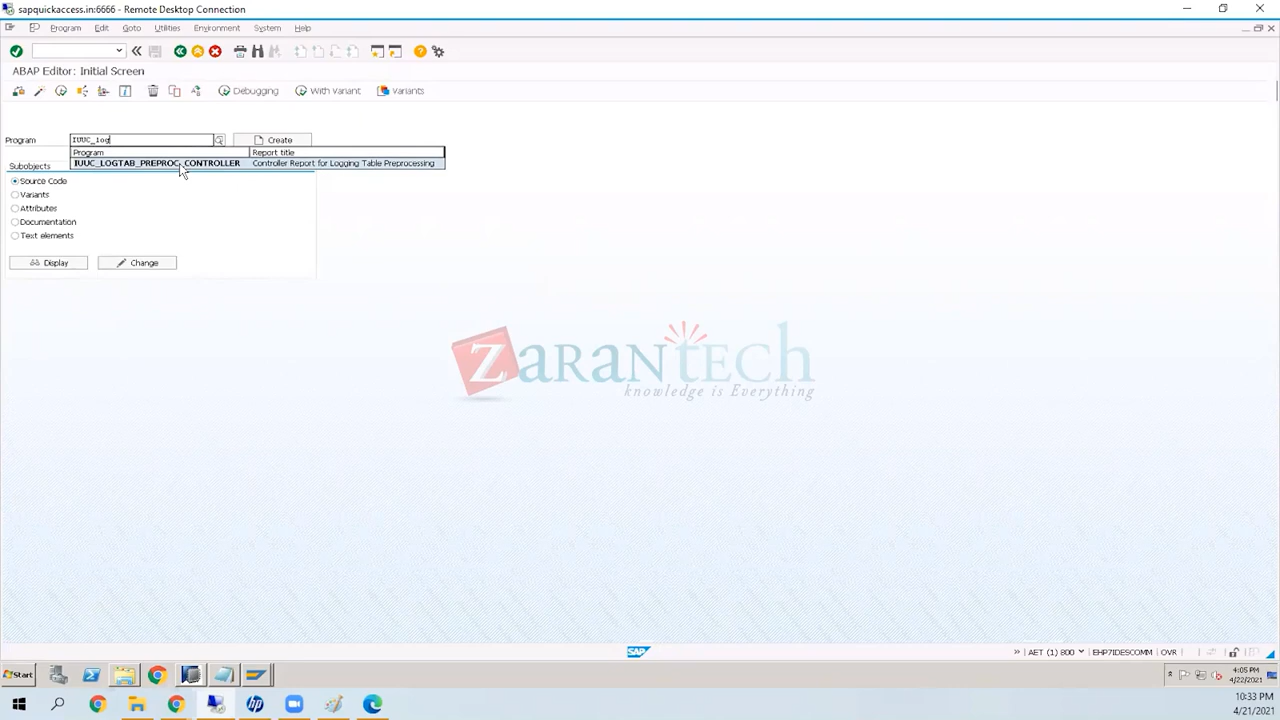 sapquickaccess.in:6666 - Remote Desktop Connection
Program Edit Goto Utilities Environment System Help
ABAP Editor: Initial Screen
Debugging With Variant Variants
Program IUUC_log Create
Program Report title
IUUC_LOGTAB_PREPROC_CONTROLLER Controller Report for Logging Table Preprocessing
Subobjects
Source Code
Variants
Attributes
Documentation
Text elements
Display Change
ZARANTECH
knowledge is Everything
SAP AET (1) 800 EHP7IDESCOMM OVR
Start 4:05 PM
4/22/2021
10:33 PM
4/21/2021